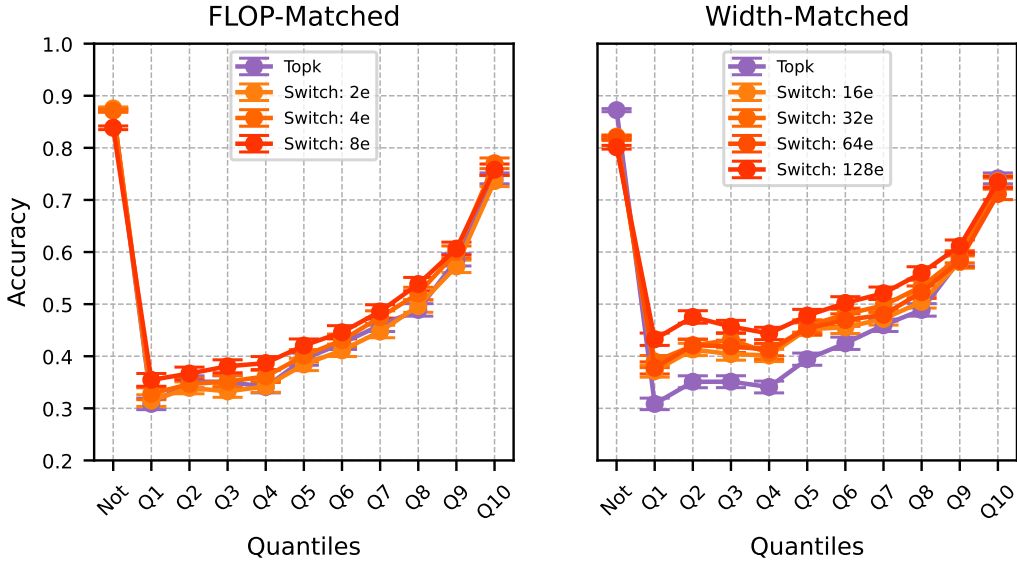 FLOP-Matched
Width-Matched
Accuracy
1.0
0.9
0.8
0.7
0.6
0.5
0.4
0.3
0.2
Topk
Switch: 2e
Switch: 4e
Switch: 8e
Topk
Switch: 16e
Switch: 32e
Switch: 64e
Switch: 128e
Not Q1 Q2 Q3 Q4 Q5 Q6 Q7 Q8 Q9 Q10
Not Q1 Q2 Q3 Q4 Q5 Q6 Q7 Q8 Q9 Q10
Quantiles
Quantiles